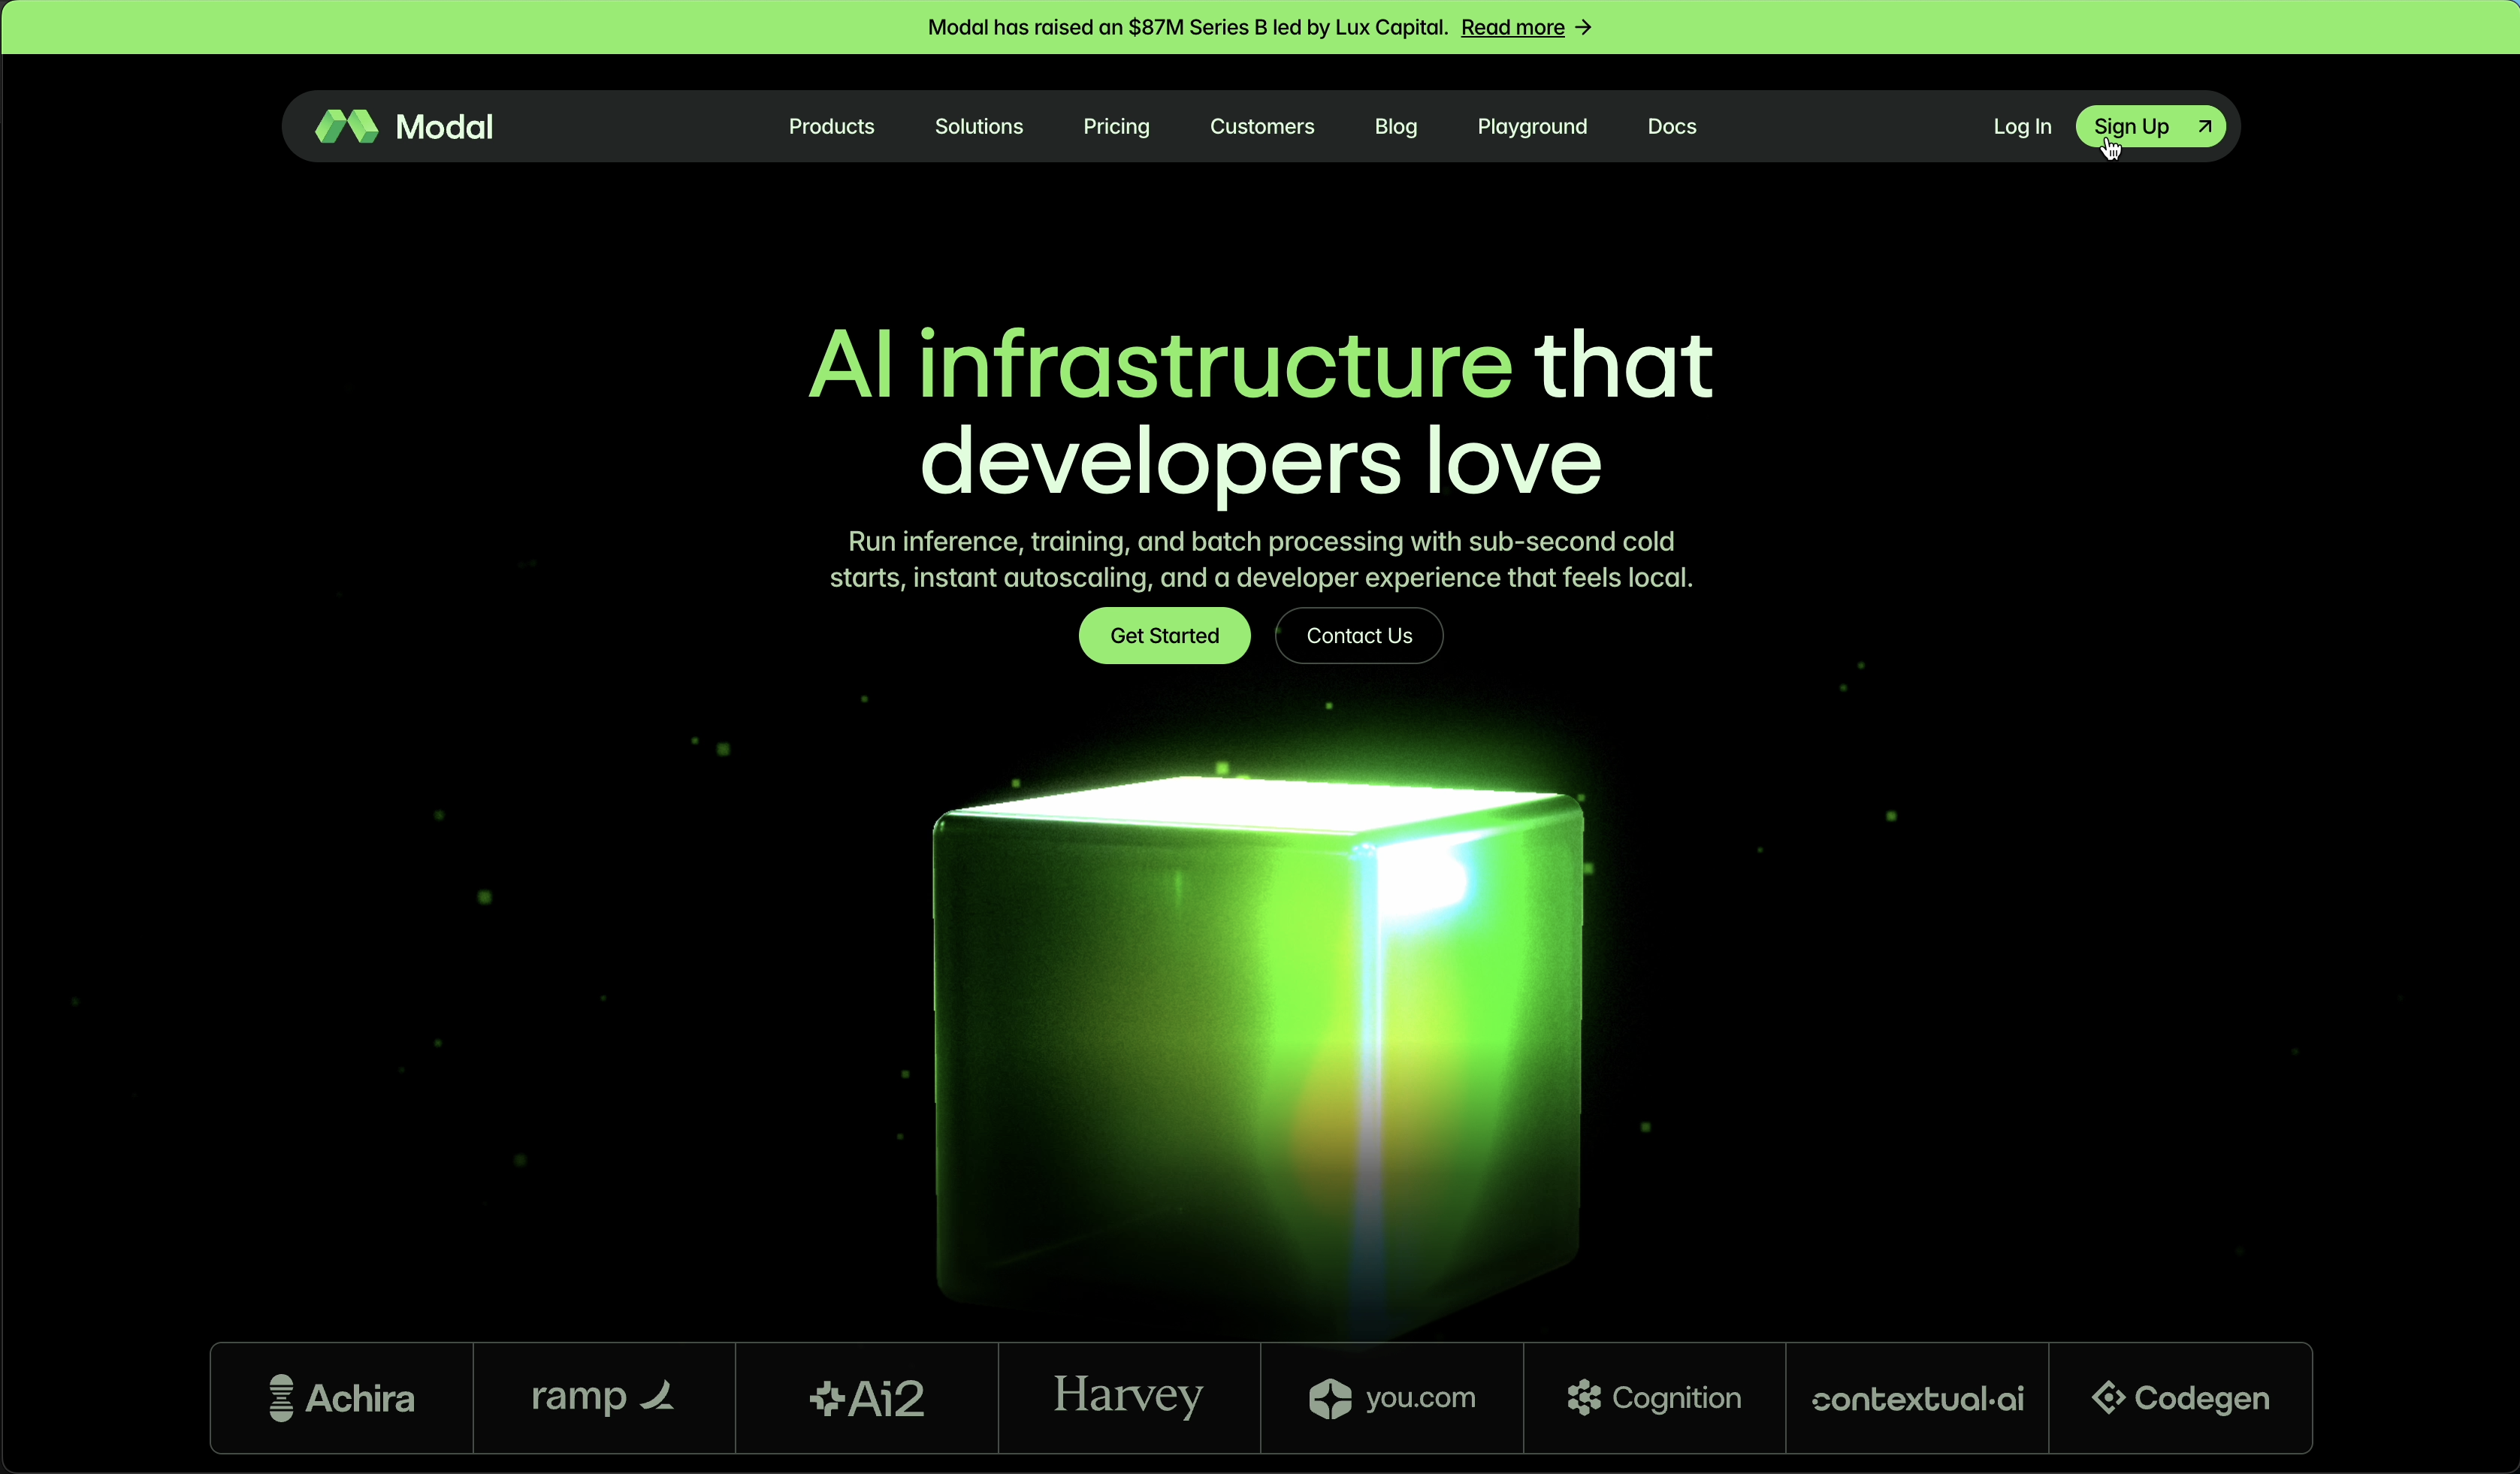 Modal has raised an $87M Series B led by Lux Capital. Read more →
Modal
Products Solutions Pricing Customers Blog Playground Docs
Log In Sign Up
AI infrastructure that
developers love
Run inference, training, and batch processing with sub-second cold
starts, instant autoscaling, and a developer experience that feels local.
Get Started Contact Us
Achira ramp Ai2 Harvey you.com Cognition contextual·ai Codegen